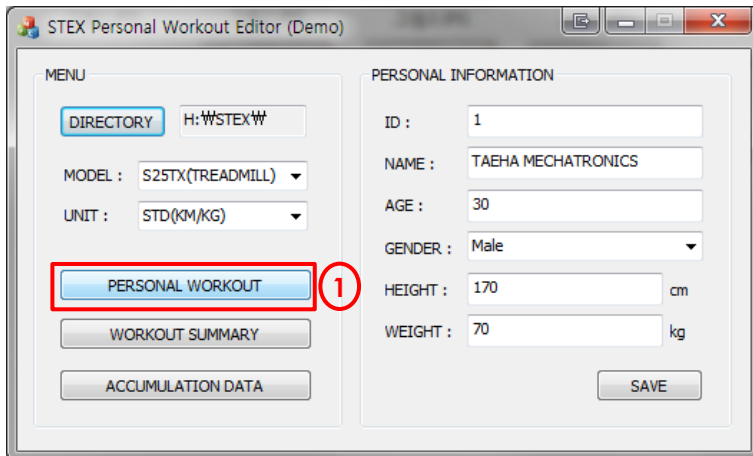 STEX Personal Workout Editor (Demo)
MENU
DIRECTORY H:₩STEX₩
MODEL : S25TX(TREADMILL)
UNIT : STD(KM/KG)
PERSONAL WORKOUT 1
WORKOUT SUMMARY
ACCUMULATION DATA
PERSONAL INFORMATION
ID : 1
NAME : TAEHA MECHATRONICS
AGE : 30
GENDER : Male
HEIGHT : 170 cm
WEIGHT : 70 kg
SAVE